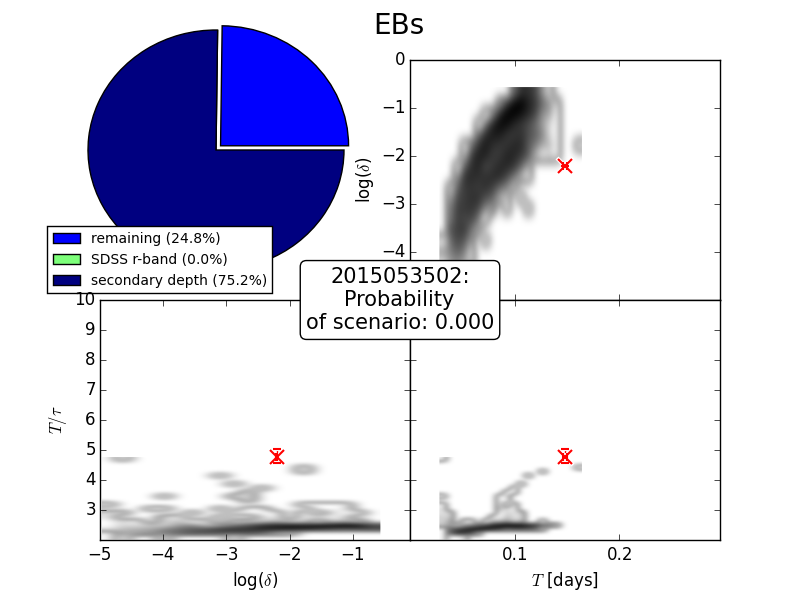 EBs
remaining (24.8%)
SDSS r-band (0.0%)
secondary depth (75.2%)
0
−1
−2
−3
−4
log(δ)
2015053502:
Probability
of scenario: 0.000
10
9
8
7
6
5
4
3
T/τ
−5 −4 −3 −2 −1
log(δ)
0.1 0.2
T [days]